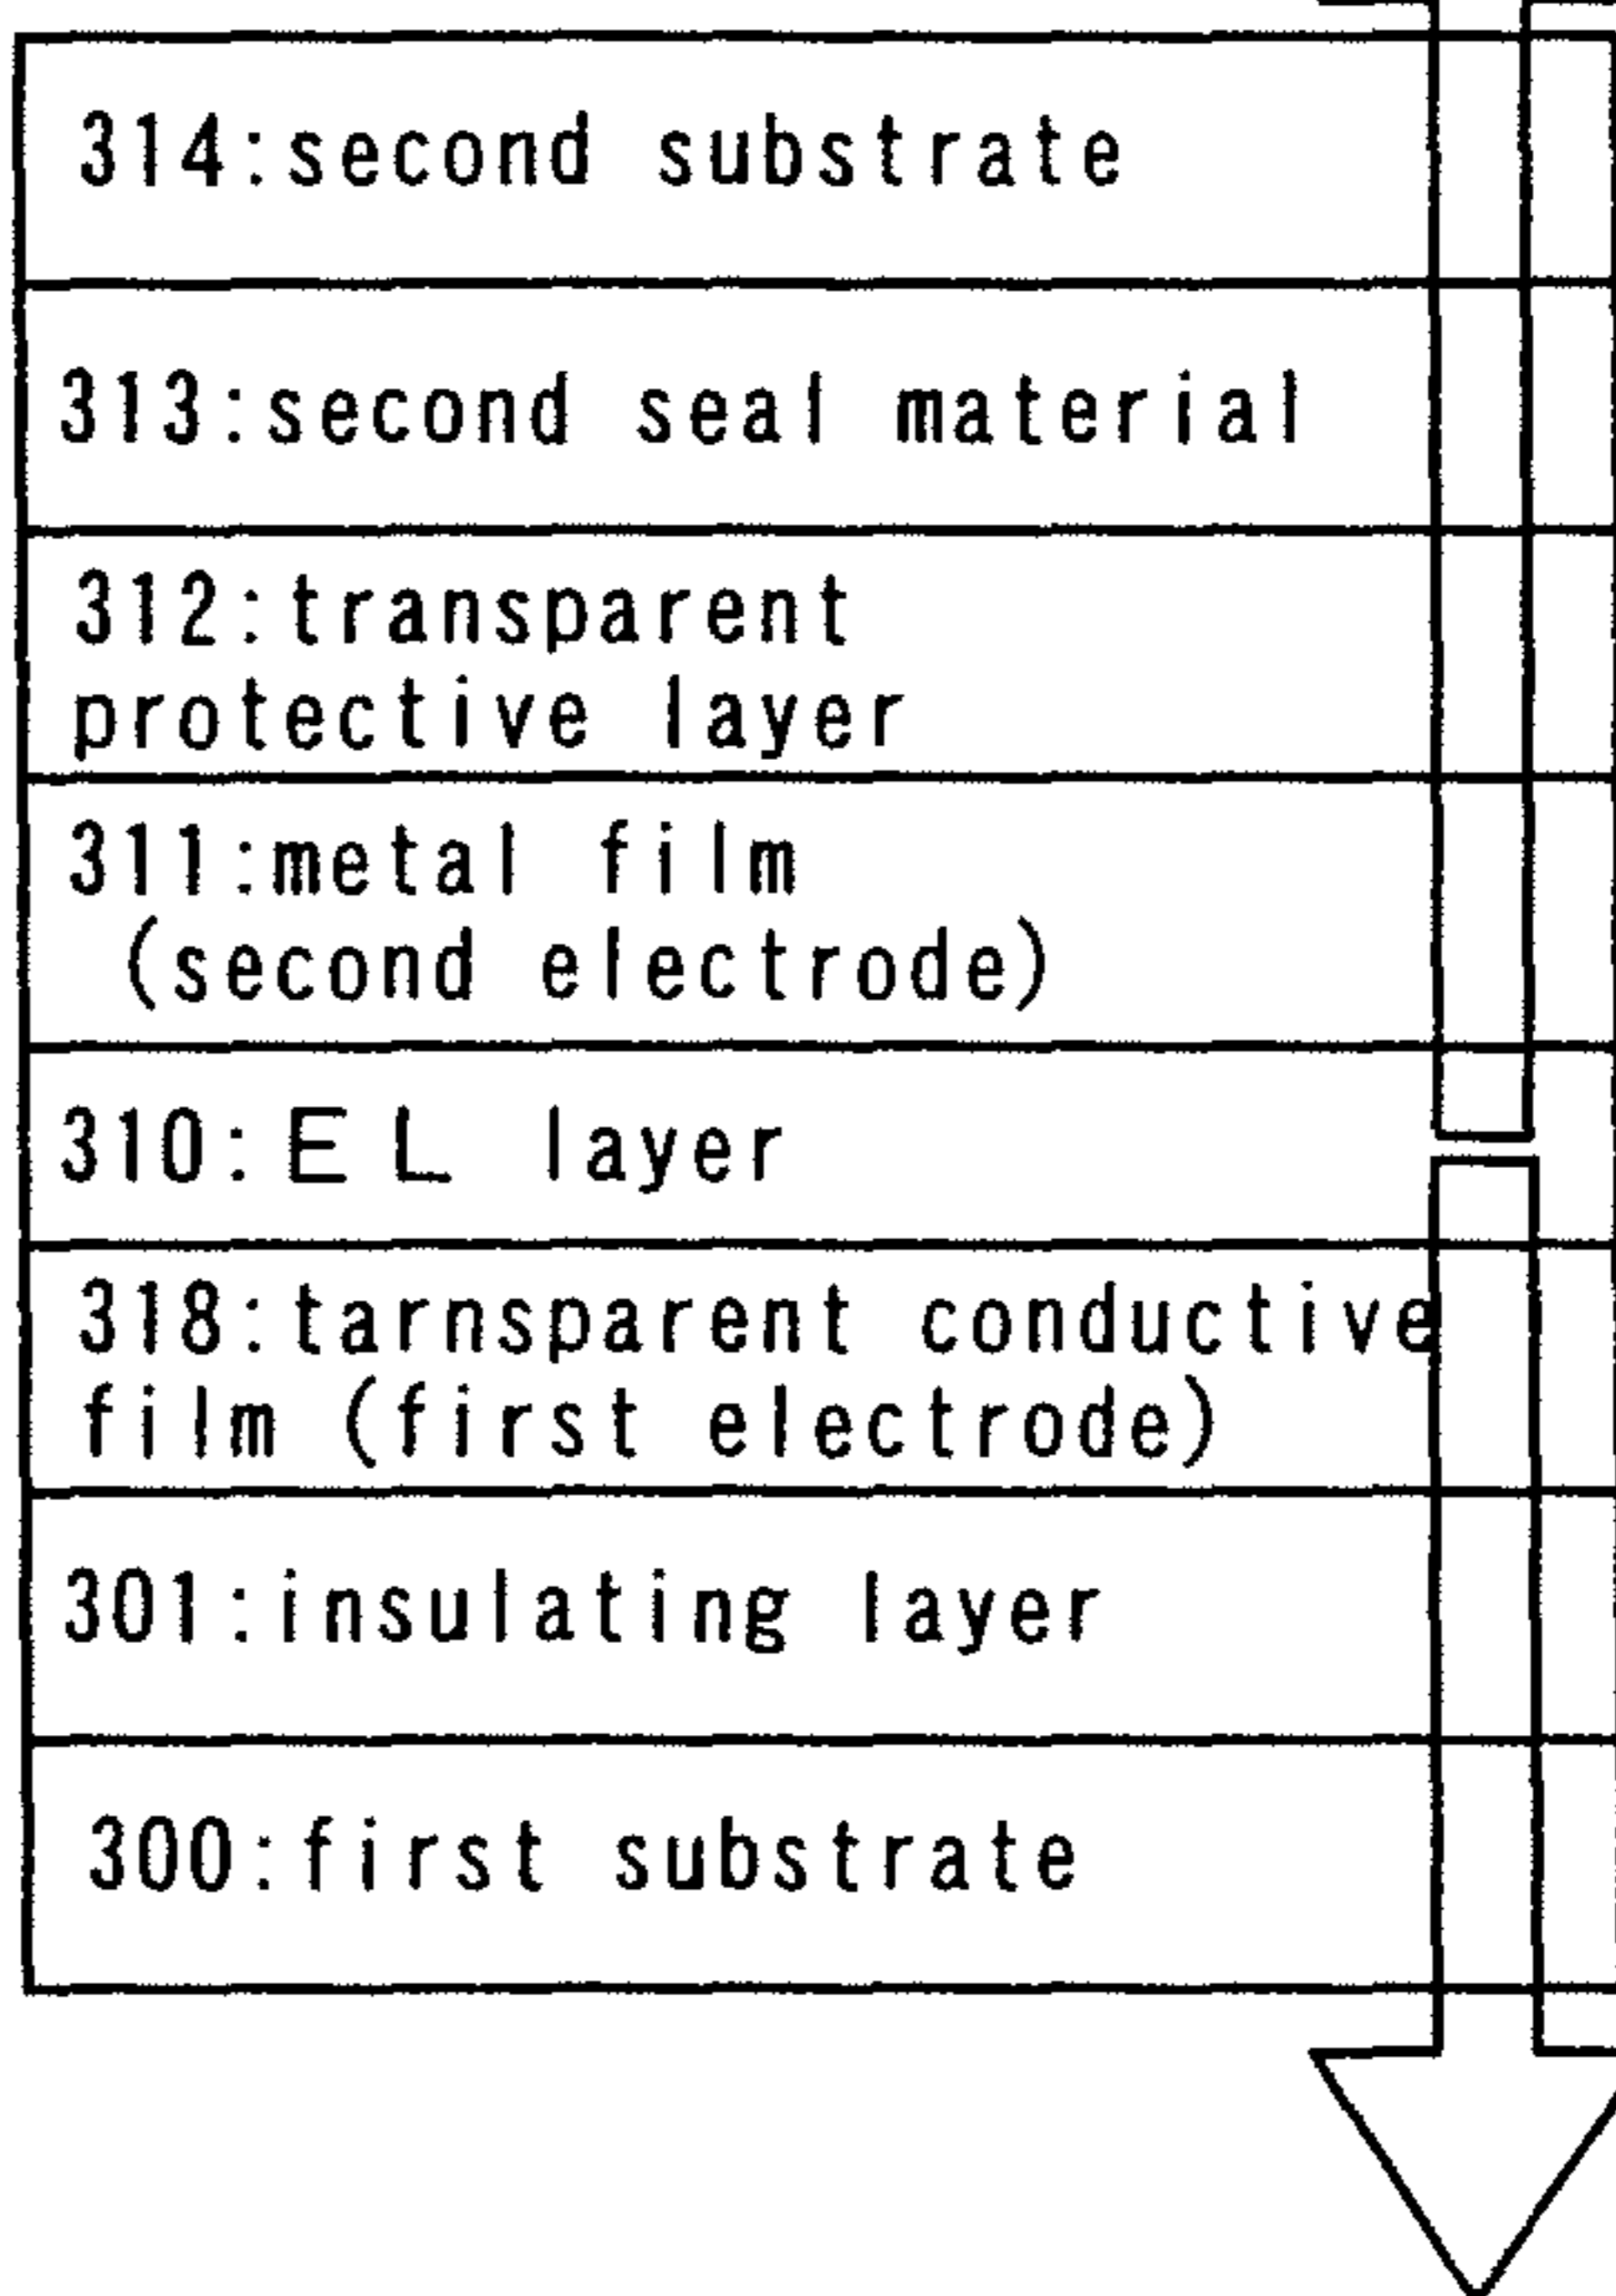 314:second substrate
313:second seal material
312:transparent
protective layer
311:metal film
(second electrode)
310:EL layer
318:tarnsparent conductive
film(first electrode)
301:insulating layer
300:first substrate